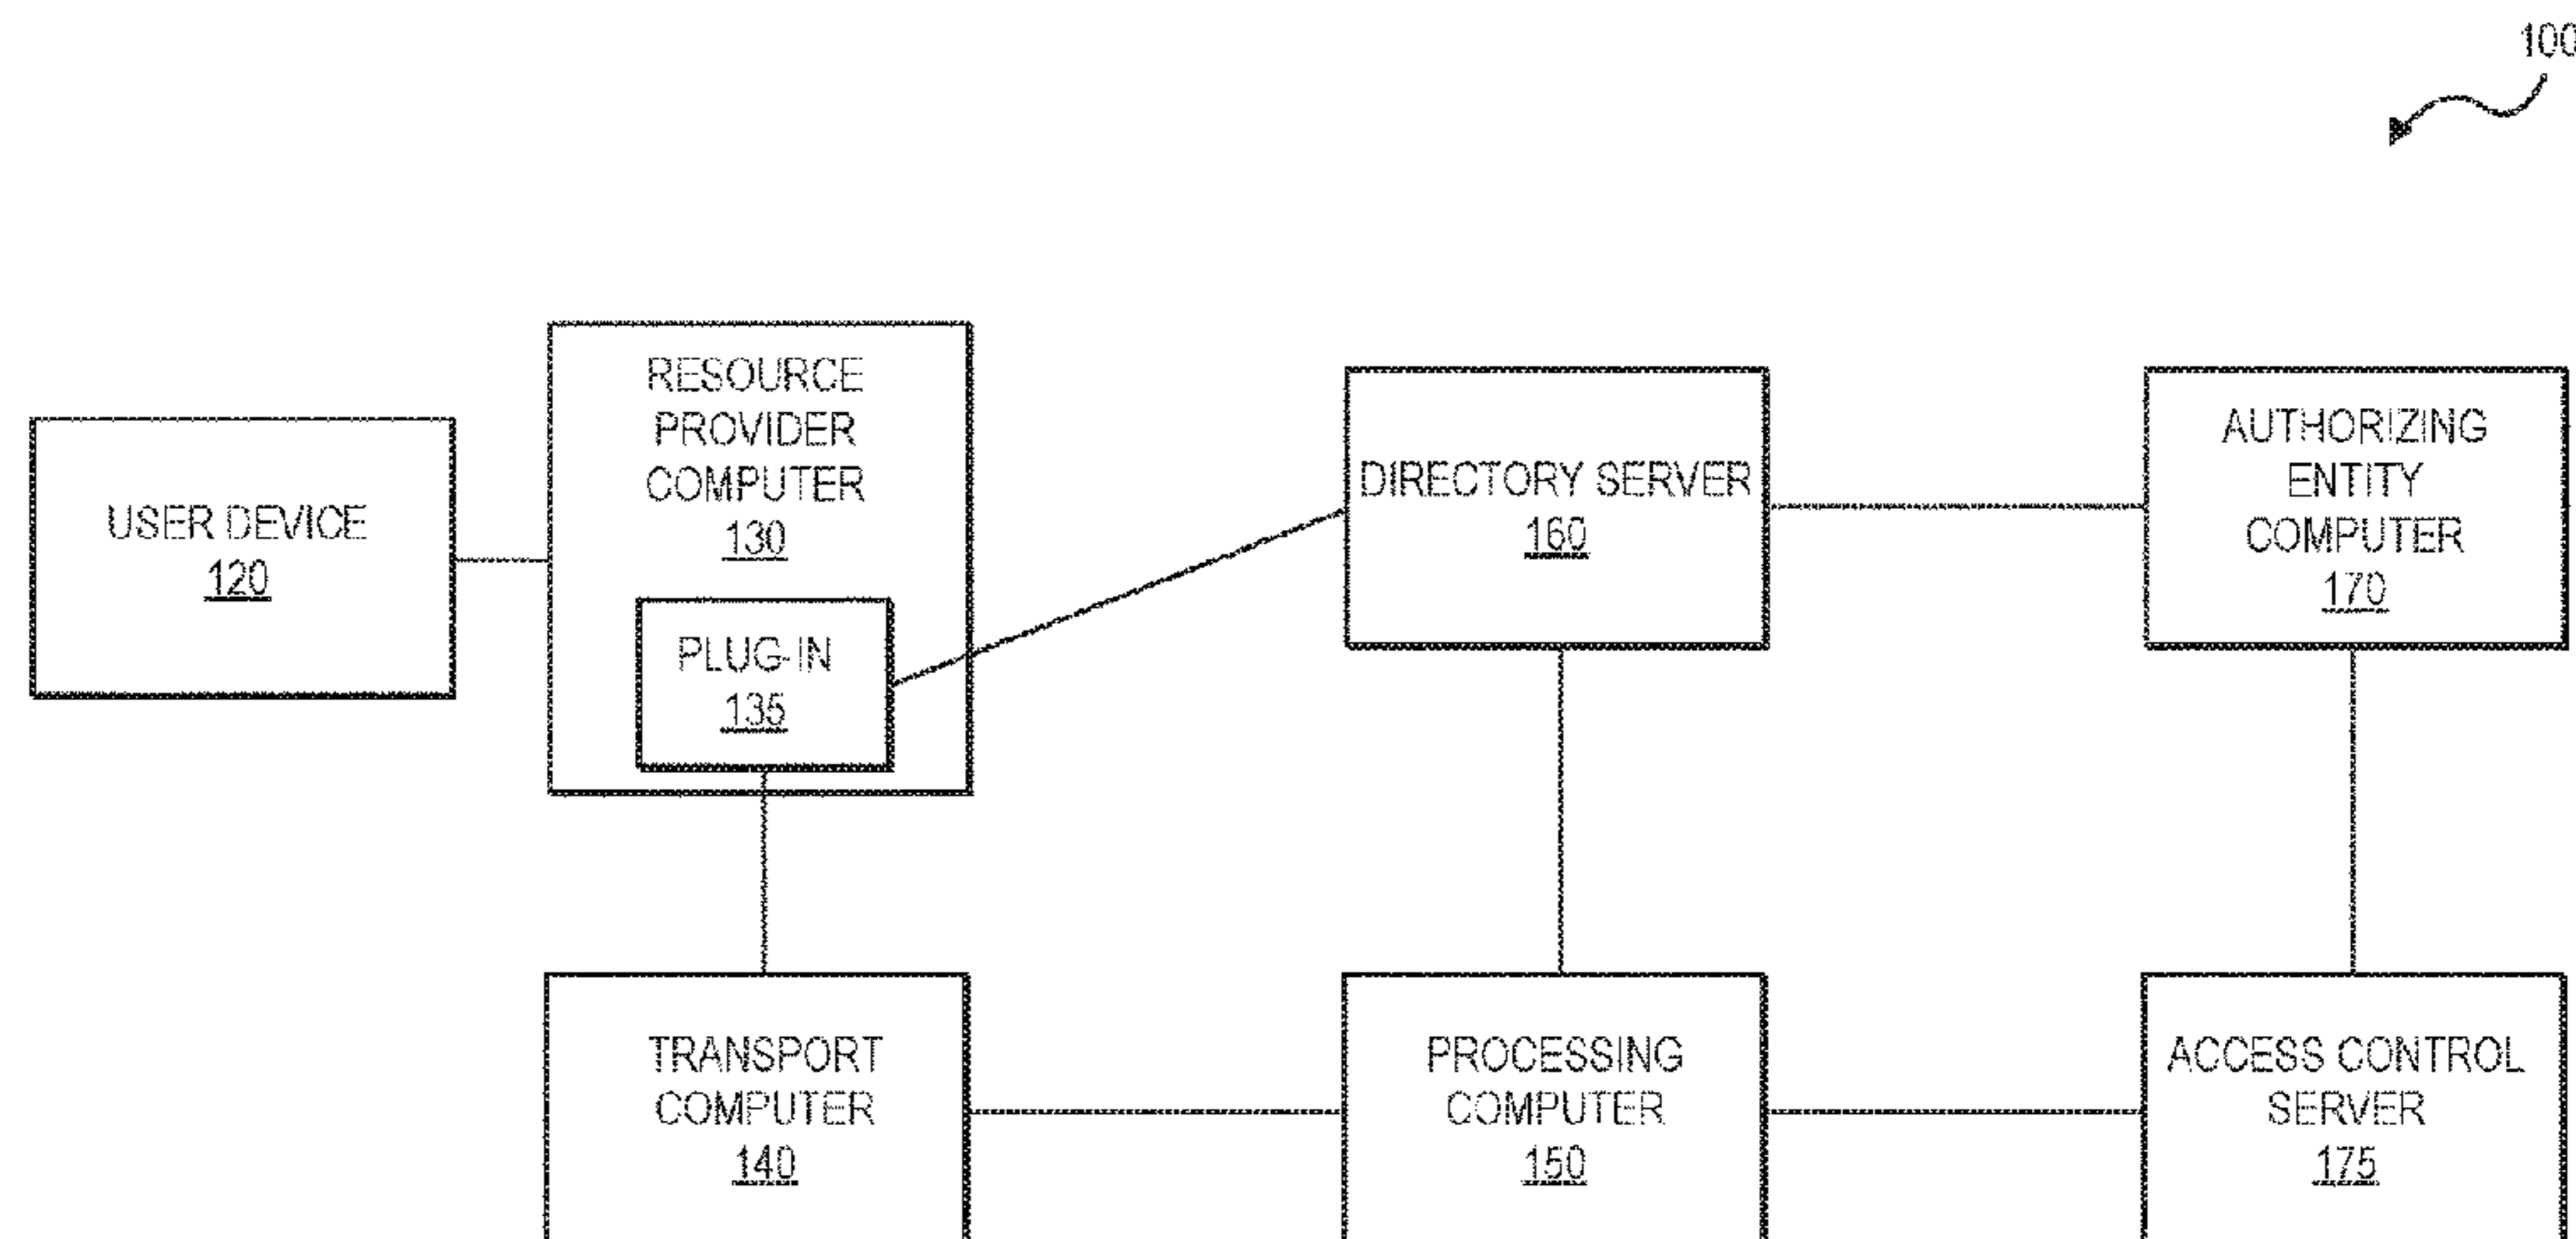 100
RESOURCE
PROVIDER
COMPUTER
130
PLUG-IN
135
USER DEVICE
120
DIRECTORY SERVER
160
AUTHORIZING
ENTITY
COMPUTER
170
TRANSPORT
COMPUTER
140
PROCESSING
COMPUTER
150
ACCESS CONTROL
SERVER
175